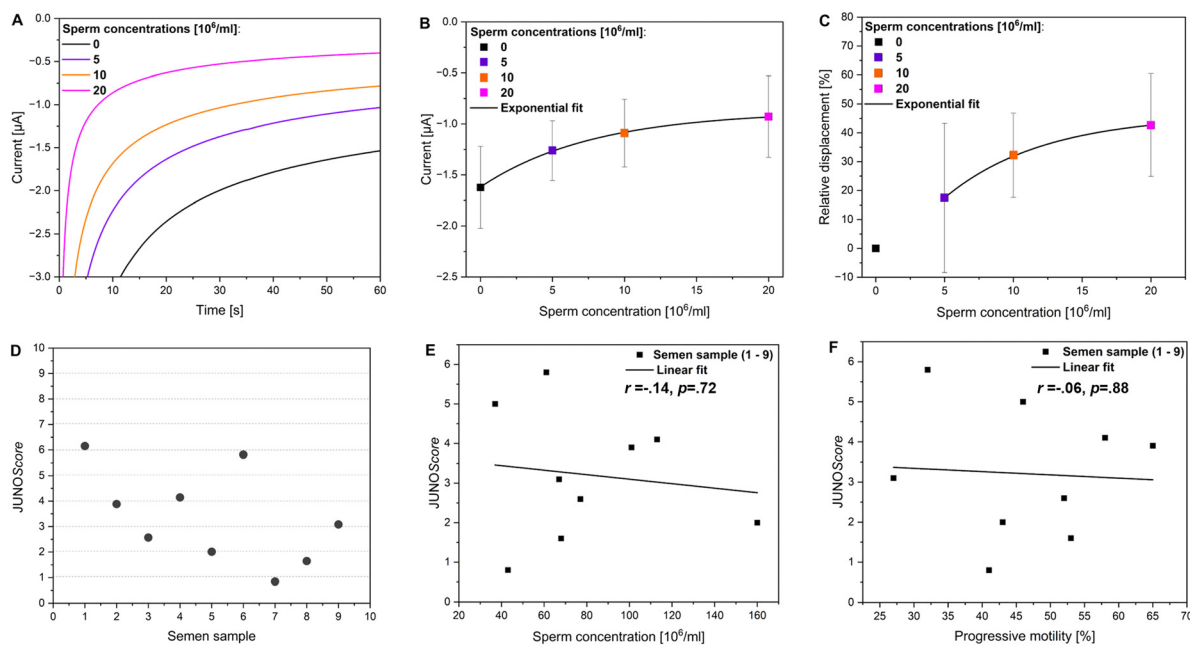 A
Sperm concentrations [10⁶/ml]:
0
5
10
20
Current [µA]
0.0
−0.5
−1.0
−1.5
−2.0
−2.5
−3.0
0 10 20 30 40 50 60
Time [s]
B
Sperm concentrations [10⁶/ml]:
0
5
10
20
Exponential fit
Current [µA]
0.0
−0.5
−1.0
−1.5
−2.0
−2.5
0 5 10 15 20
Sperm concentration [10⁶/ml]
C
Sperm concentrations [10⁶/ml]:
0
5
10
20
Exponential fit
Relative displacement [%]
80
70
60
50
40
30
20
10
0
−10
0 5 10 15 20
Sperm concentration [10⁶/ml]
D
JUNOScore
10
9
8
7
6
5
4
3
2
1
0
1 2 3 4 5 6 7 8 9 10
Semen sample
E
Semen sample (1 - 9)
Linear fit
r =-.14, p=.72
JUNOScore
6
5
4
3
2
1
0
20 40 60 80 100 120 140 160
Sperm concentration [10⁶/ml]
F
Semen sample (1 - 9)
Linear fit
r=-.06, p=.88
JUNOScore
6
5
4
3
2
1
0
25 30 35 40 45 50 55 60 65 70
Progressive motility [%]